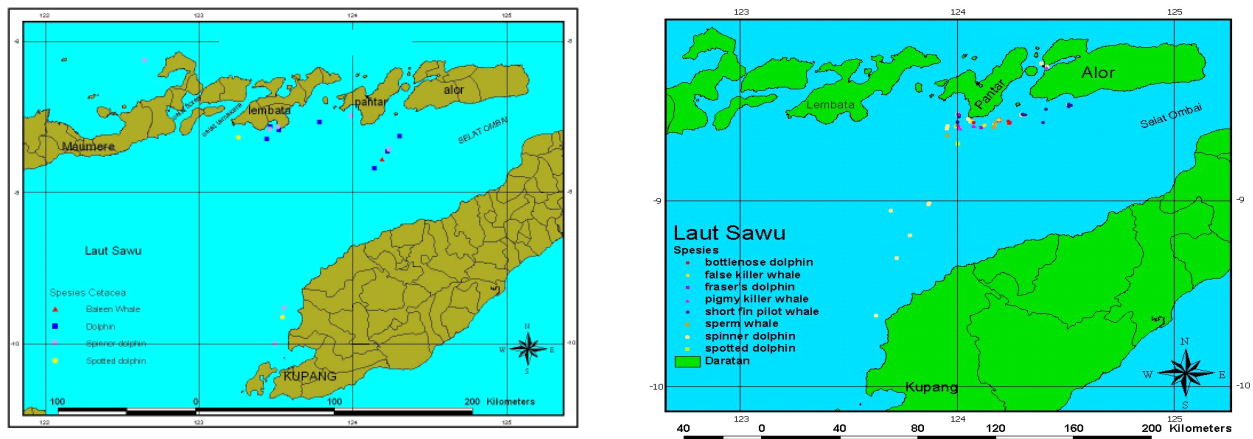 122
123
124
125
-8
-8
Maumere
selat lamakera
lembata
pantar
alor
SELAT OMBAI
-9
-9
Laut Sawu
Spesies Cetacea
Baleen Whale
Dolphin
Spinner dolphin
Spotted dolphin
-10
-10
KUPANG
N
W
E
S
100
0
100
200 Kilometers
122
123
124
125
123
124
125
Lembata
Pantar
Alor
Selat Ombai
-9
-9
Laut Sawu
Spesies
bottlenose dolphin
false killer whale
fraser's dolphin
pigmy killer whale
short fin pilot whale
sperm whale
spinner dolphin
spotted dolphin
Daratan
Kupang
N
W
E
S
-10
-10
123
124
125
40
0
40
80
120
160
200 Kilometers